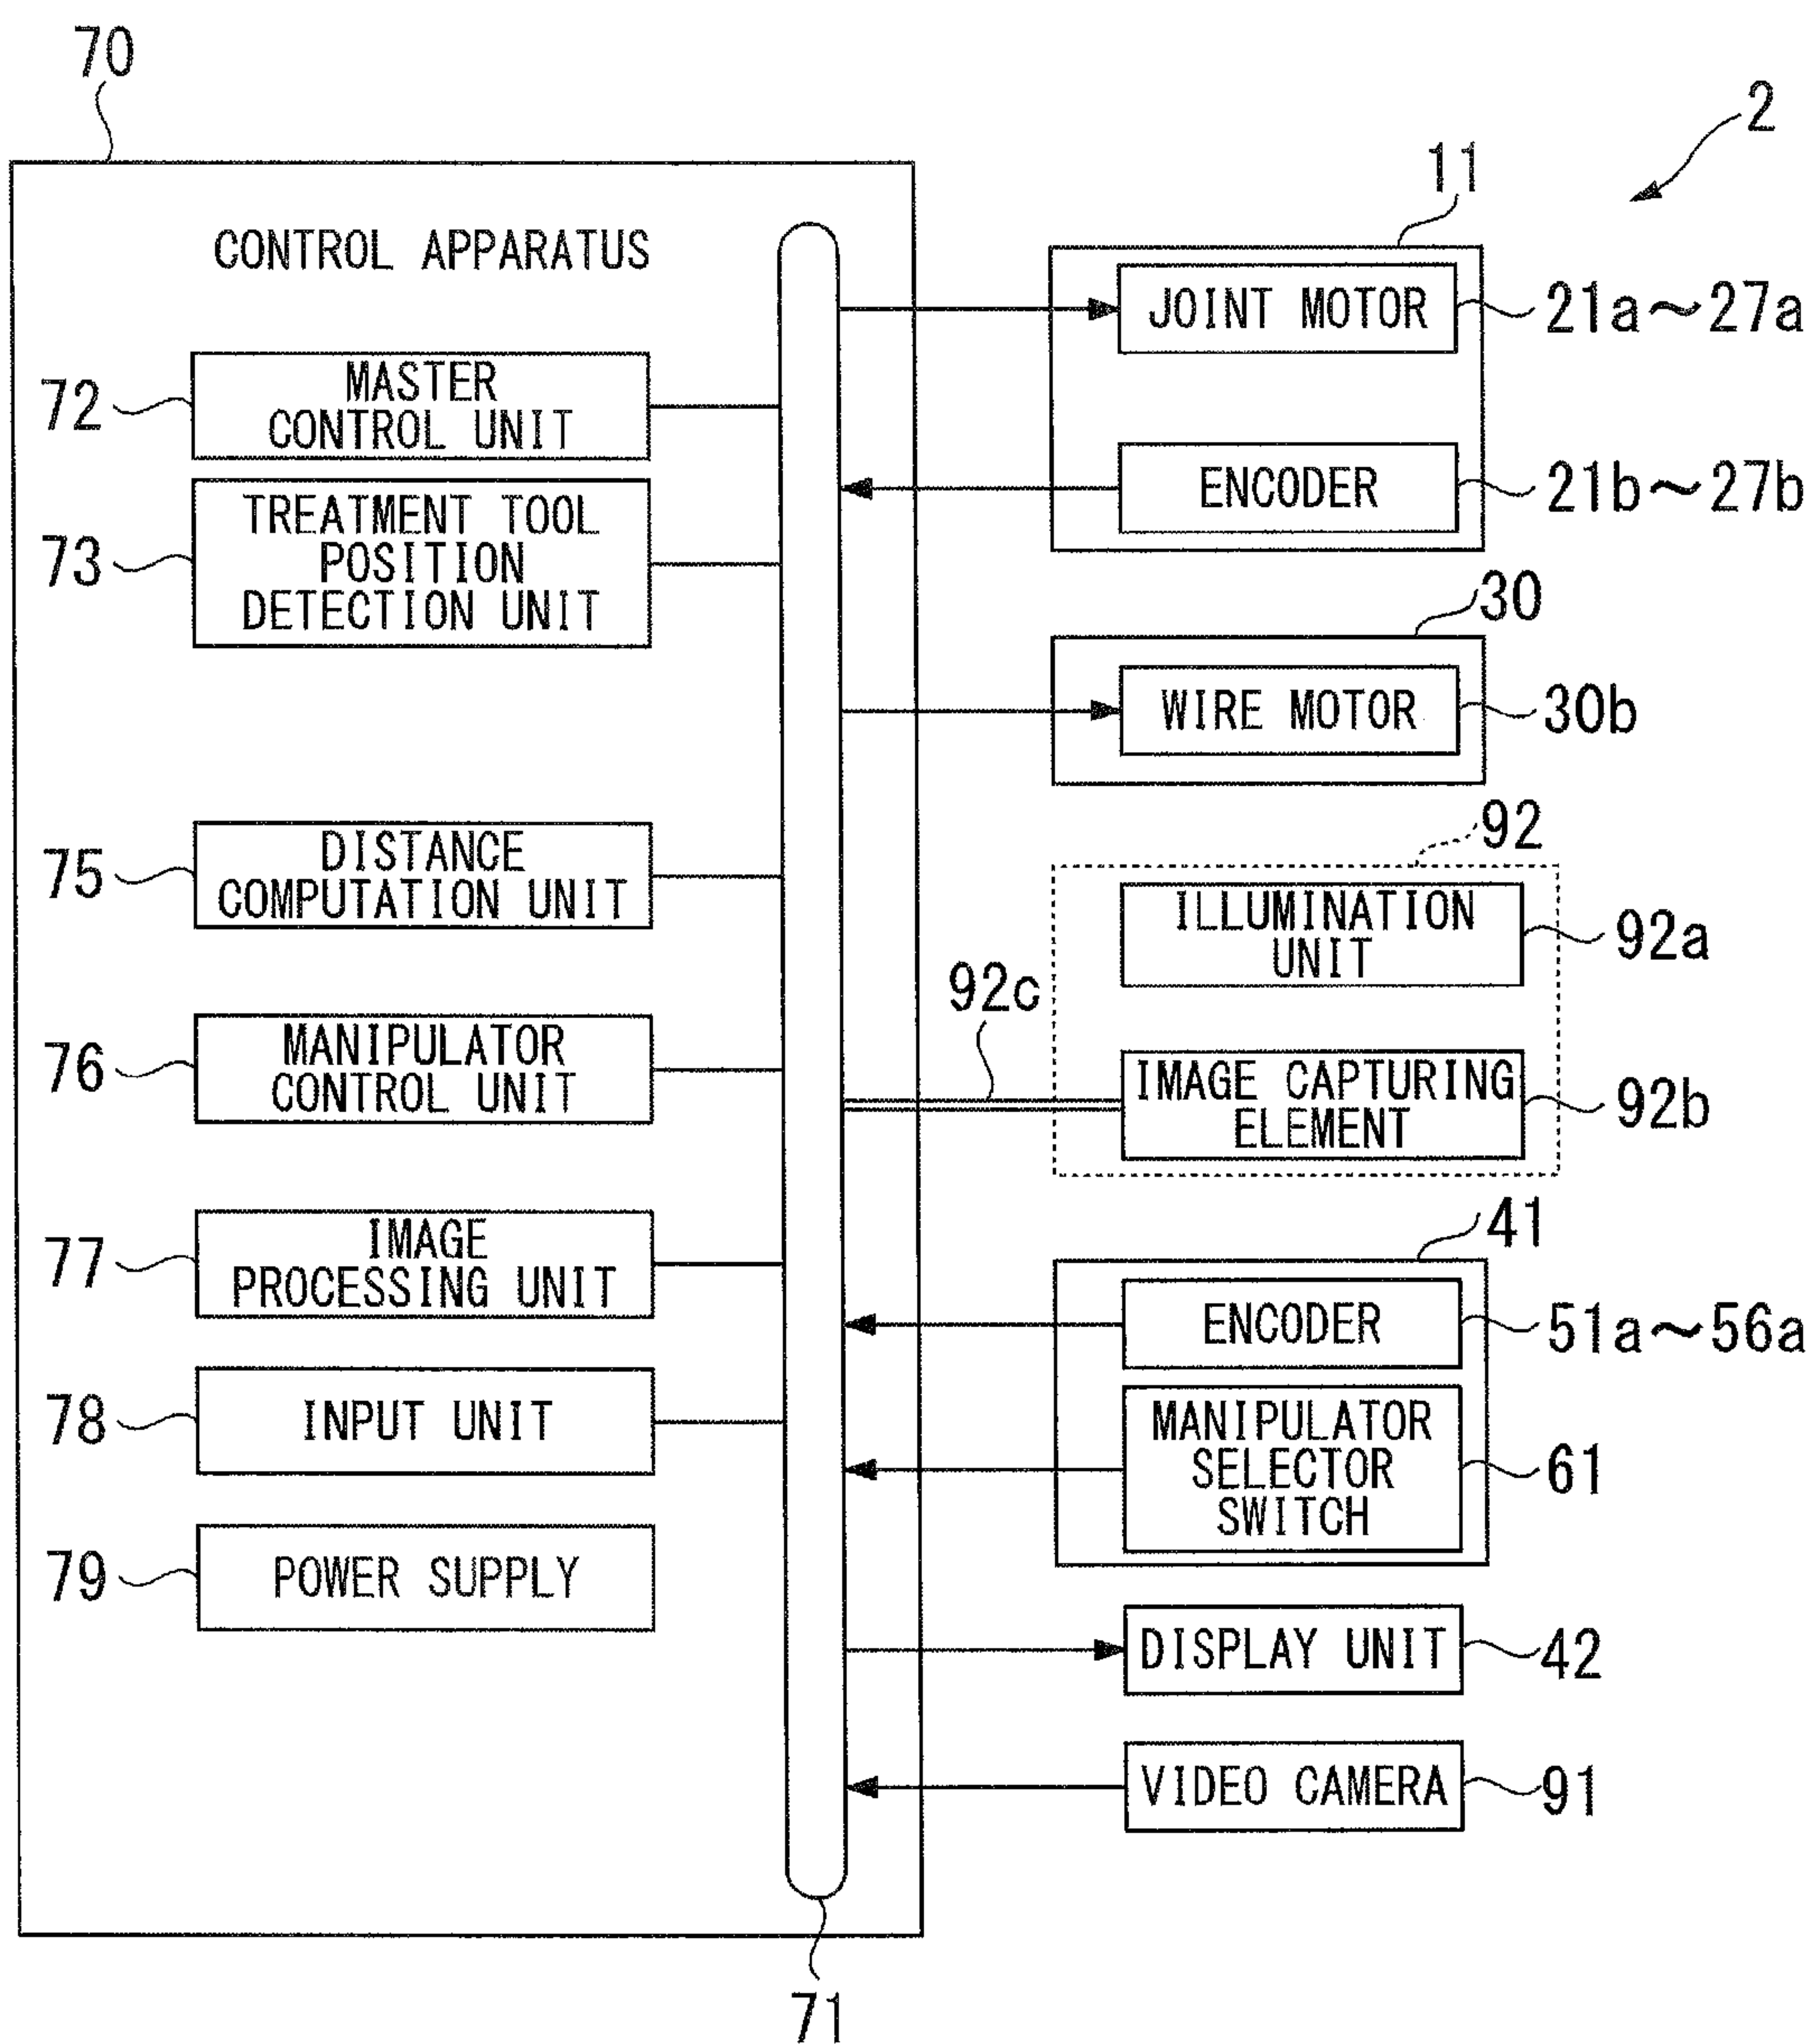 70
2
11
CONTROL APPARATUS
JOINT MOTOR
21a～27a
72
MASTER
CONTROL UNIT
ENCODER
21b～27b
73
TREATMENT TOOL
POSITION
DETECTION UNIT
30
WIRE MOTOR
30b
75
DISTANCE
COMPUTATION UNIT
92
ILLUMINATION
UNIT
92a
92c
76
MANIPULATOR
CONTROL UNIT
IMAGE CAPTURING
ELEMENT
92b
77
IMAGE
PROCESSING UNIT
41
ENCODER
51a～56a
78
INPUT UNIT
MANIPULATOR
SELECTOR
SWITCH
61
79
POWER SUPPLY
DISPLAY UNIT
42
VIDEO CAMERA
91
71